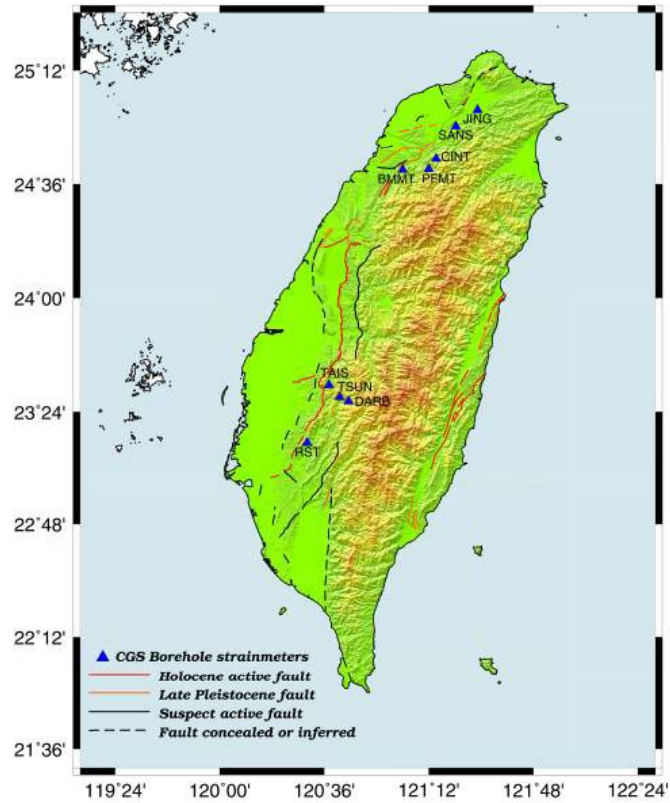 25˚12'
JING
SANS
CINT
24˚36'
BMMT
PFMT
24˚00'
TAIS
TSUN
23˚24'
DARB
RST
22˚48'
22˚12'
CGS Borehole strainmeters
Holocene active fault
Late Pleistocene fault
Suspect active fault
Fault concealed or inferred
21˚36'
119˚24' 120˚00' 120˚36' 121˚12' 121˚48' 122˚24'